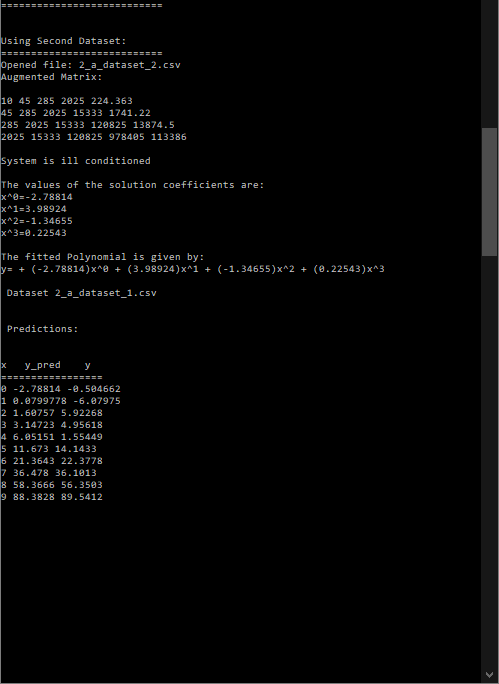 ===========================
Using Second Dataset:
===========================
Opened file: 2_a_dataset_2.csv
Augmented Matrix:
10 45 285 2025 224.363
45 285 2025 15333 1741.22
285 2025 15333 120825 13874.5
2025 15333 120825 978405 113386
System is ill conditioned
The values of the solution coefficients are:
x^0=-2.78814
x^1=3.98924
x^2=-1.34655
x^3=0.22543
The fitted Polynomial is given by:
y= + (-2.78814)x^0 + (3.98924)x^1 + (-1.34655)x^2 + (0.22543)x^3
Dataset 2_a_dataset_1.csv
Predictions:
x   y_pred    y
=================
0 -2.78814 -0.504662
1 0.0799778 -6.07975
2 1.60757 5.92268
3 3.14723 4.95618
4 6.05151 1.55449
5 11.673 14.1433
6 21.3643 22.3778
7 36.478 36.1013
8 58.3666 56.3503
9 88.3828 89.5412